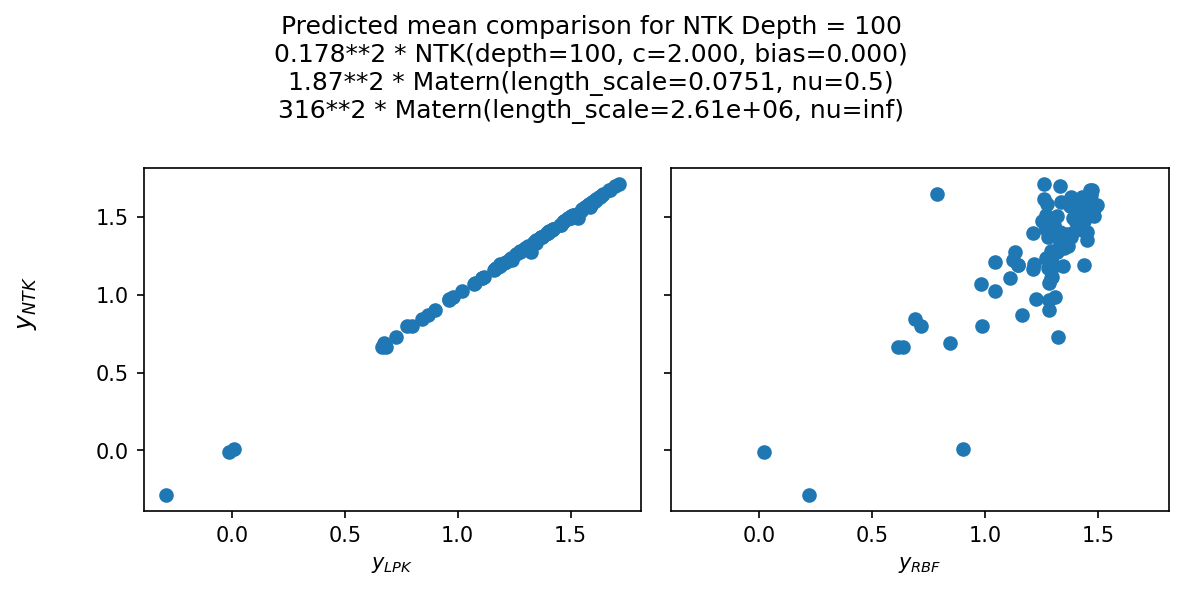 Predicted mean comparison for NTK Depth = 100
0.178**2 * NTK(depth=100, c=2.000, bias=0.000)
1.87**2 * Matern(length_scale=0.0751, nu=0.5)
316**2 * Matern(length_scale=2.61e+06, nu=inf)
y_NTK
1.5
1.0
0.5
0.0
0.0 0.5 1.0 1.5
y_LPK
0.0 0.5 1.0 1.5
y_RBF